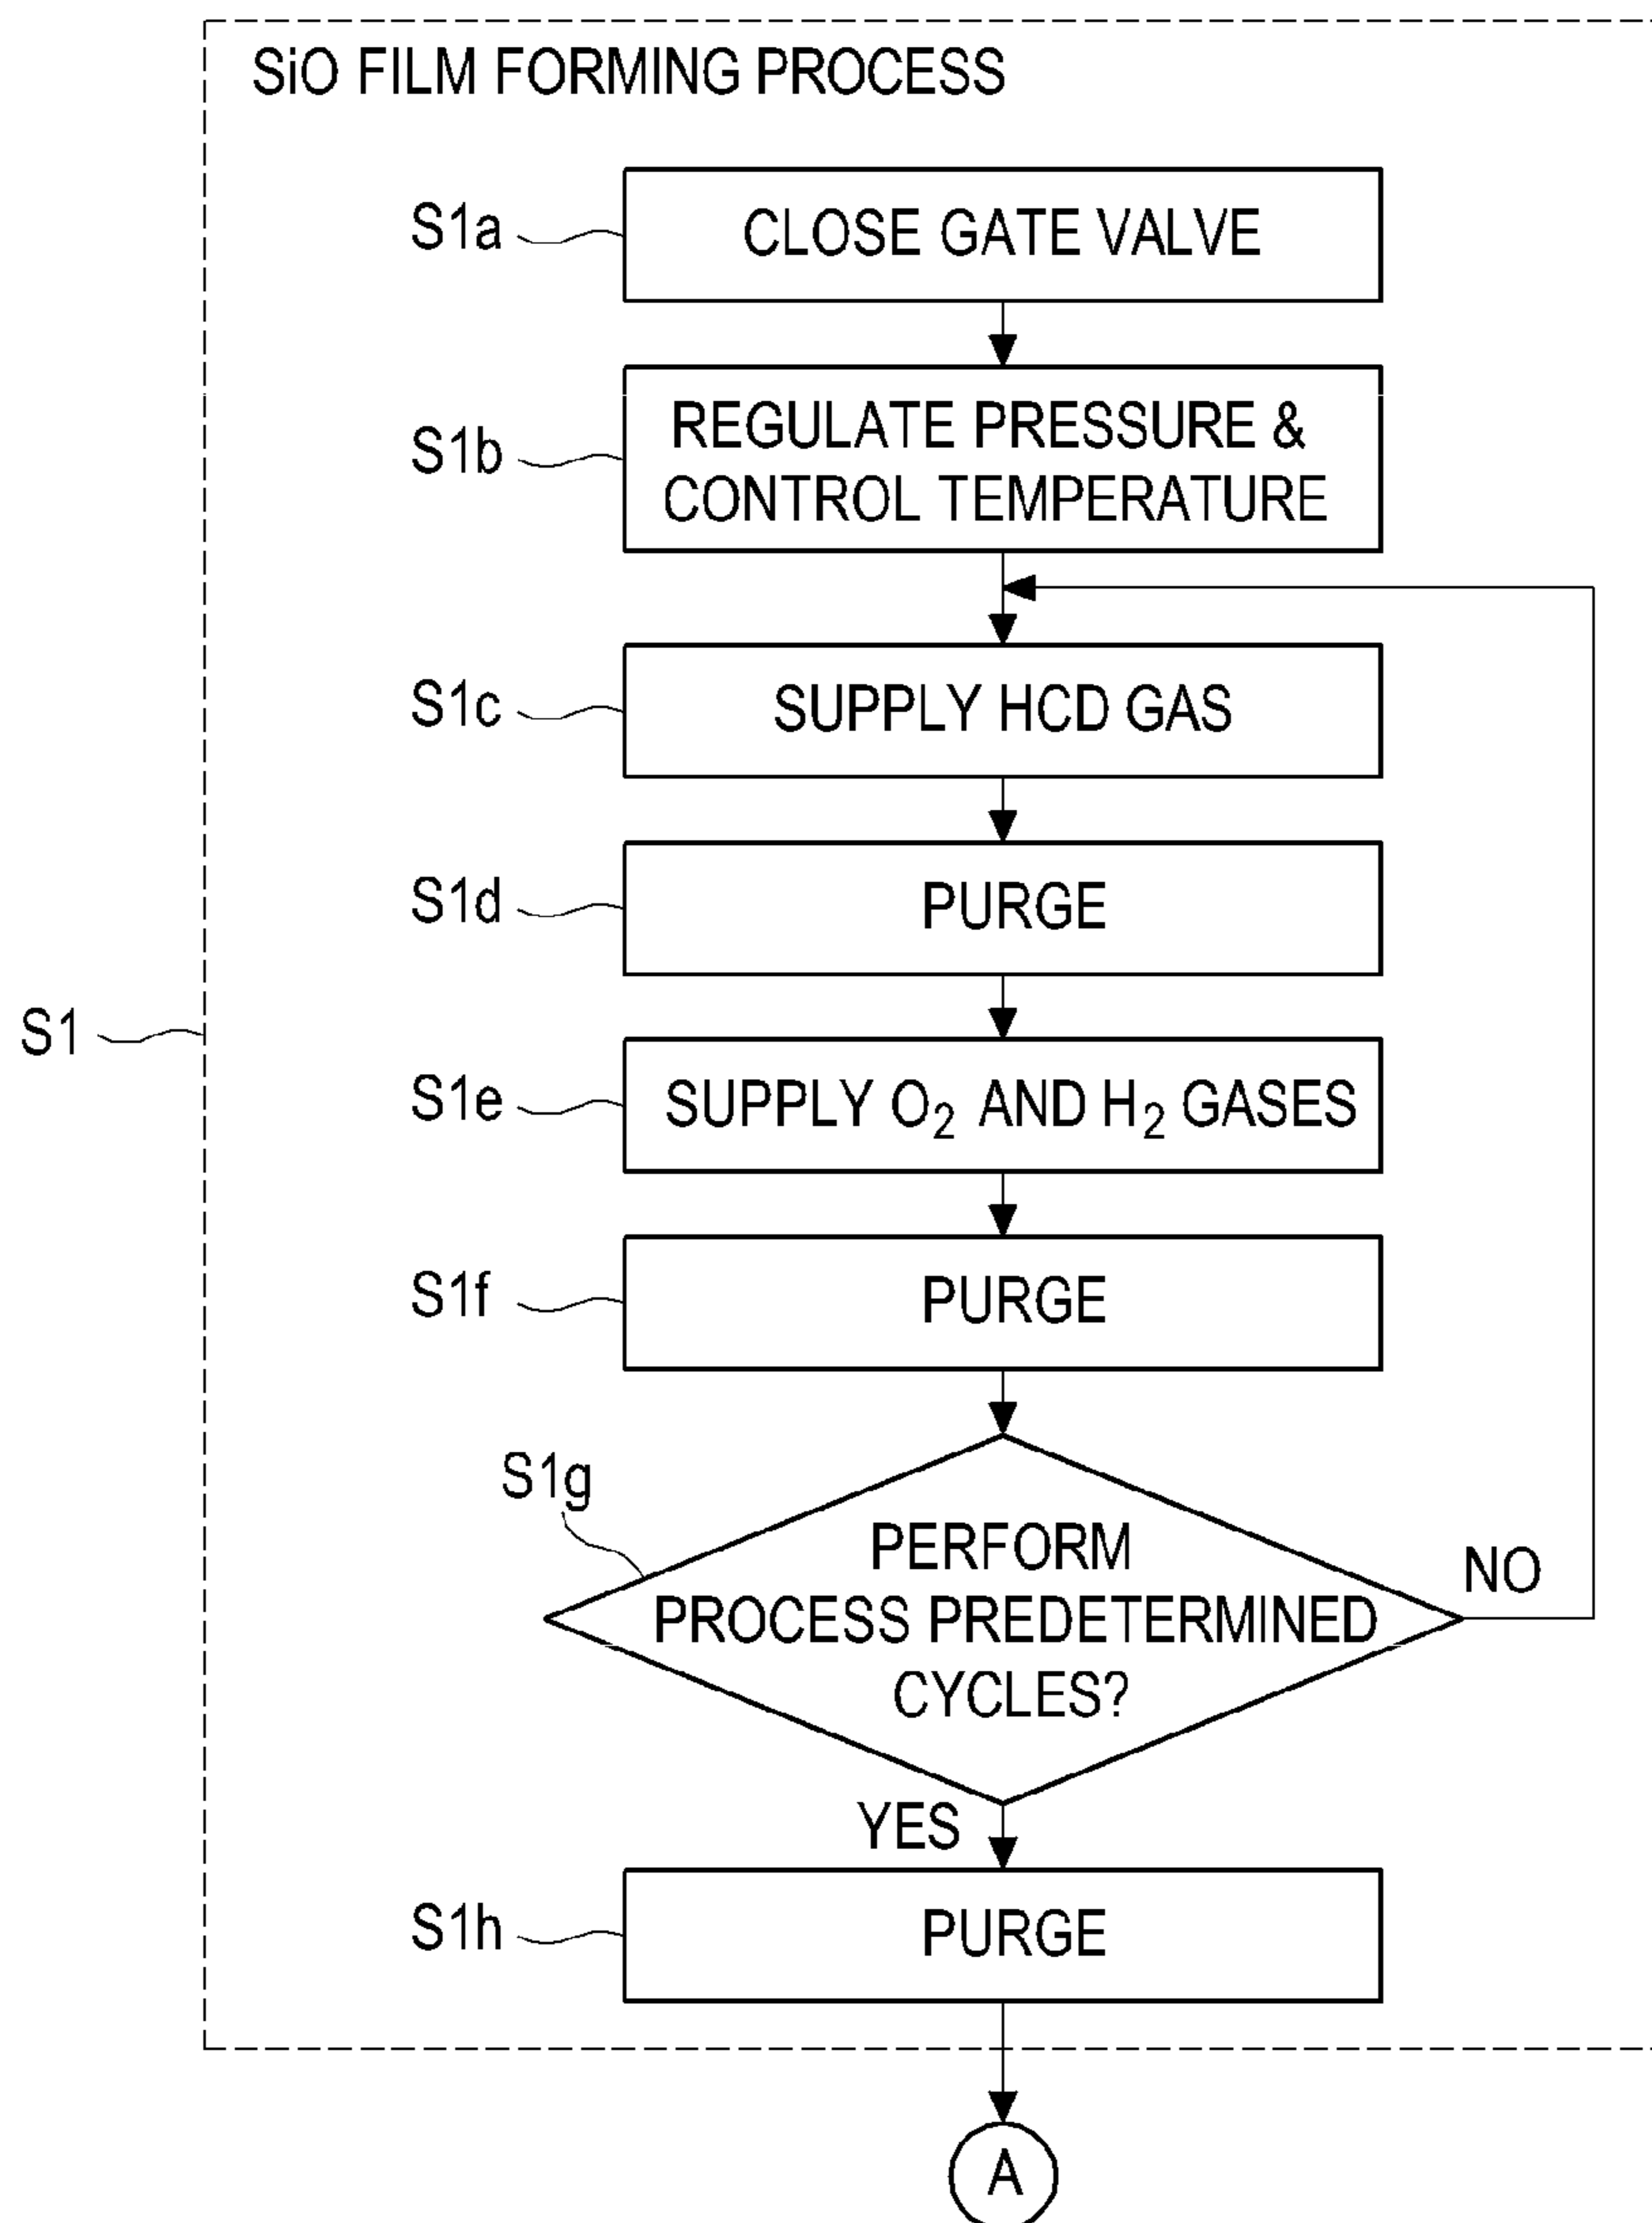 SiO FILM FORMING PROCESS
S1a
CLOSE GATE VALVE
S1b
REGULATE PRESSURE &
CONTROL TEMPERATURE
S1c
SUPPLY HCD GAS
S1d
PURGE
S1
S1e
SUPPLY O₂ AND H₂ GASES
S1f
PURGE
S1g
PERFORM
PROCESS PREDETERMINED
CYCLES?
NO
YES
S1h
PURGE
A